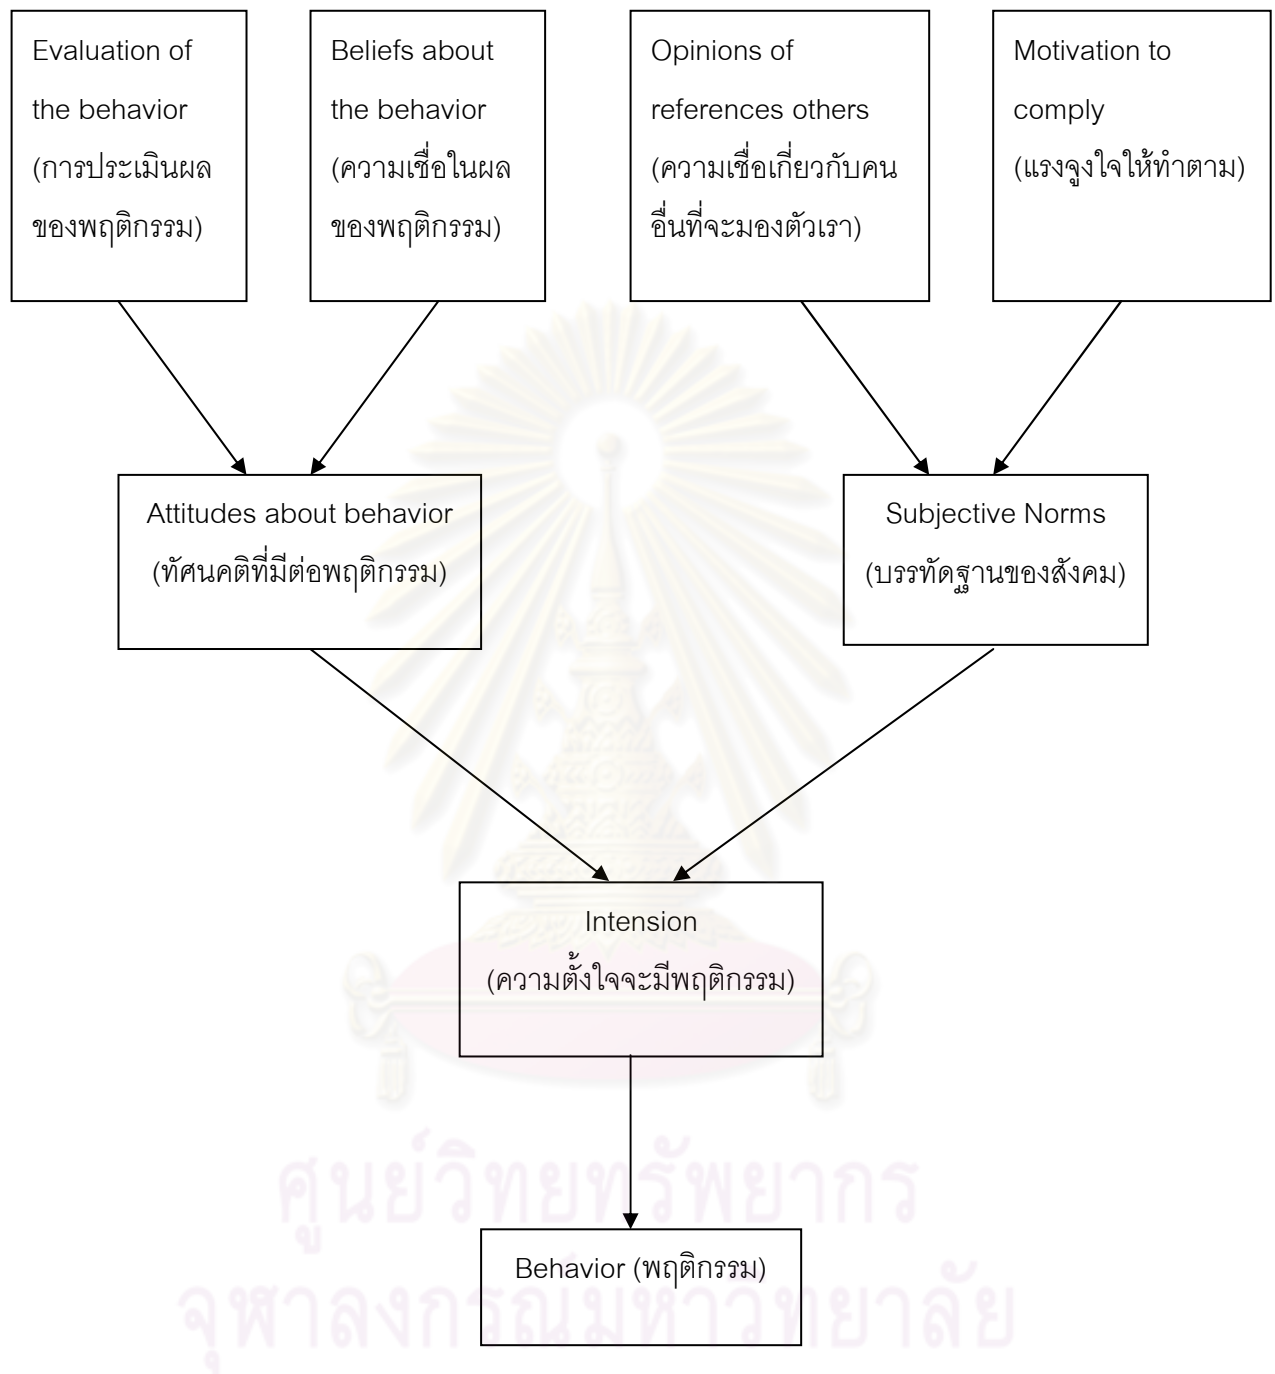 Evaluation of
the behavior
(การประเมินผล
ของพฤติกรรม)
Beliefs about
the behavior
(ความเชื่อในผล
ของพฤติกรรม)
Opinions of
references others
(ความเชื่อเกี่ยวกับคน
อื่นที่จะมองตัวเรา)
Motivation to
comply
(แรงจูงใจให้ทำตาม)
Attitudes about behavior
(ทัศนคติที่มีต่อพฤติกรรม)
Subjective Norms
(บรรทัดฐานของสังคม)
Intension
(ความตั้งใจจะมีพฤติกรรม)
ศูนย์วิทยทรัพยากร
Behavior (พฤติกรรม)
จุฬาลงกรณ์มหาวิทยาลัย